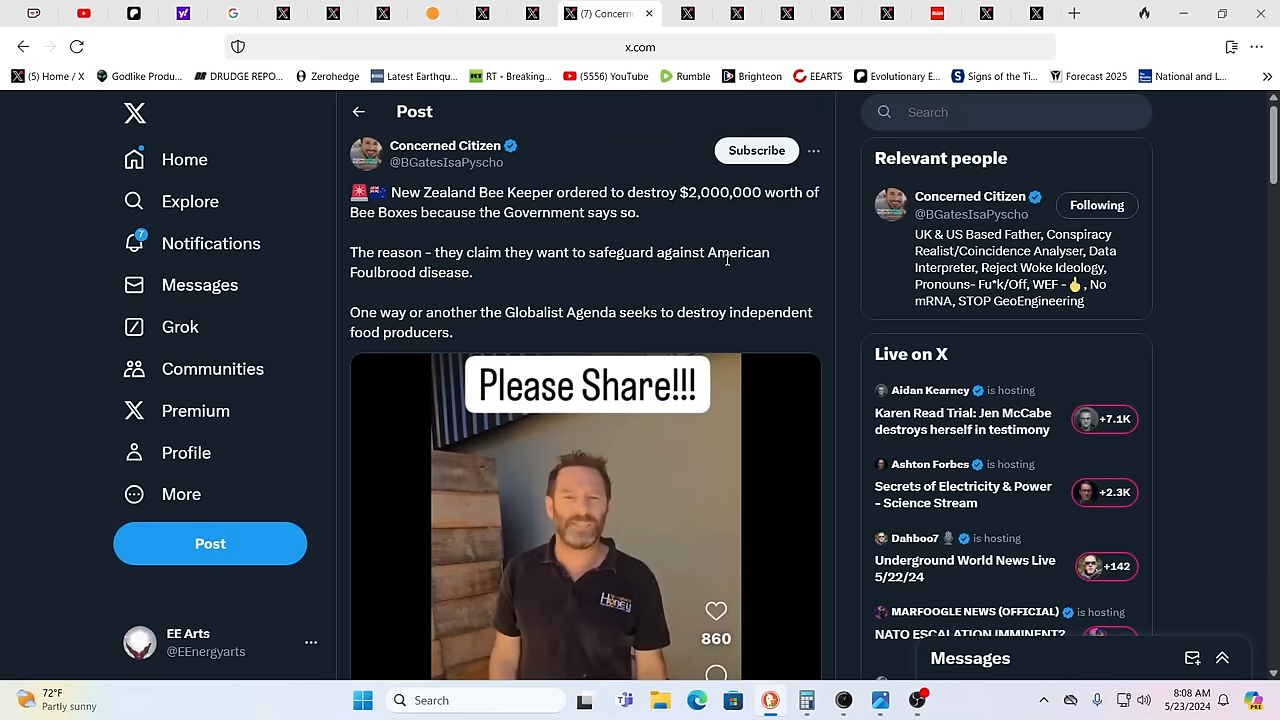 (7) Concern
x.com
(5) Home / X
Godlike Produ...
DRUDGE REPO...
Zerohedge
Latest Earthqu...
RT - Breaking...
(5556) YouTube
Rumble
Brighteon
EEARTS
Evolutionary E...
Signs of the Ti...
Forecast 2025
National and L...
Home
Explore
7
Notifications
Messages
Grok
Communities
Premium
Profile
More
Post
EE Arts
@EEnergyarts
Post
Concerned Citizen
@BGatesIsaPyscho
Subscribe
🚨🇳🇿 New Zealand Bee Keeper ordered to destroy $2,000,000 worth of
Bee Boxes because the Government says so.
The reason - they claim they want to safeguard against American
Foulbrood disease.
One way or another the Globalist Agenda seeks to destroy independent
food producers.
Please Share!!!
Honey
860
Search
Relevant people
Concerned Citizen
@BGatesIsaPyscho
Following
UK & US Based Father, Conspiracy
Realist/Coincidence Analyser, Data
Interpreter, Reject Woke Ideology,
Pronouns- Fu*k/Off, WEF -🖕, No
mRNA, STOP GeoEngineering
Live on X
Aidan Kearney is hosting
Karen Read Trial: Jen McCabe
destroys herself in testimony
+7.1K
Ashton Forbes is hosting
Secrets of Electricity & Power
- Science Stream
+2.3K
Dahboo7 🎙 is hosting
Underground World News Live
5/22/24
+142
MARFOOGLE NEWS (OFFICIAL) is hosting
NATO ESCALATION IMMINENT?
Messages
72°F
Partly sunny
Search
8:08 AM
5/23/2024